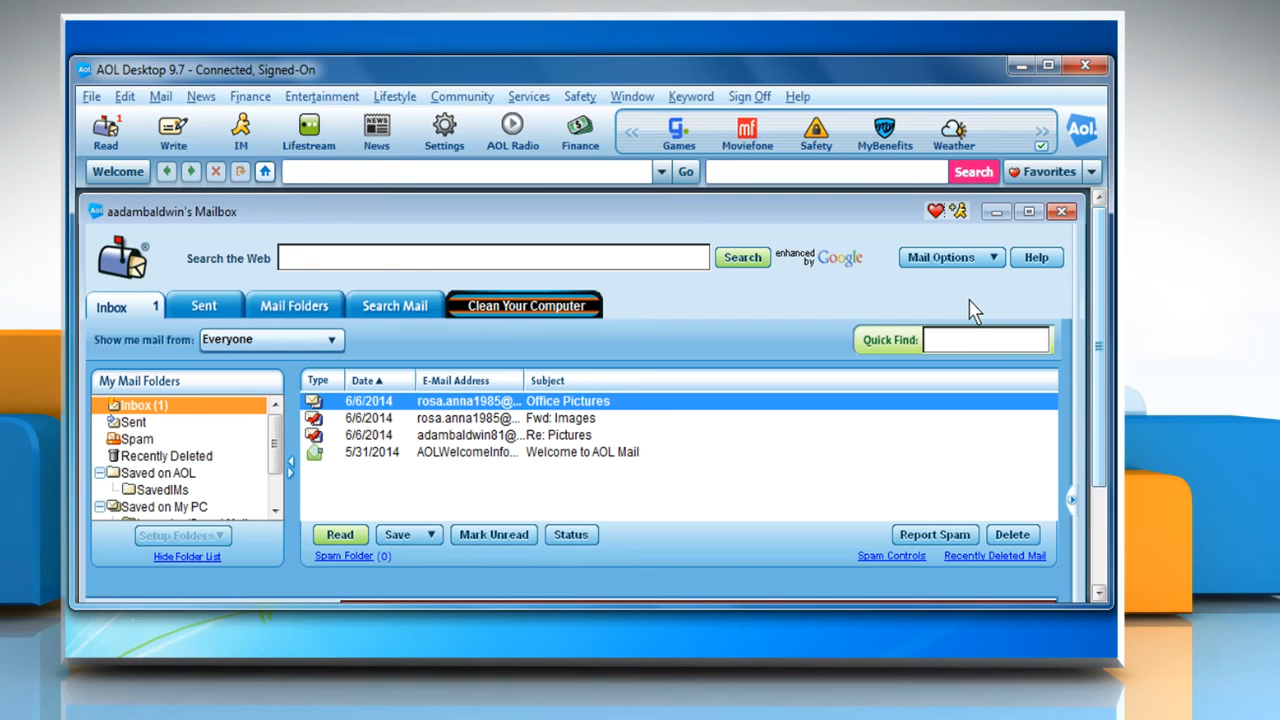 AOL Desktop 9.7 - Connected, Signed-On
File Edit Mail News Finance Entertainment Lifestyle Community Services Safety Window Keyword Sign Off Help
1 NEWS mf
Read Write IM Lifestream News Settings AOL Radio Finance Games Moviefone Safety MyBenefits Weather Aol.
Welcome Go Search Favorites
aadambaldwin's Mailbox
Search the Web Search enhanced by Google Mail Options Help
Inbox 1 Sent Mail Folders Search Mail Clean Your Computer
Show me mail from: Everyone Quick Find:
My Mail Folders Type Date E-Mail Address Subject
Inbox (1) 6/6/2014 rosa.anna1985@... Office Pictures
Sent 6/6/2014 rosa.anna1985@... Fwd: Images
Spam 6/6/2014 adambaldwin81@... Re: Pictures
Recently Deleted 5/31/2014 AOLWelcomeInfo... Welcome to AOL Mail
Saved on AOL
SavedIMs
Saved on My PC
Setup Folders Read Save Mark Unread Status Report Spam Delete
Hide Folder List Spam Folder (0) Spam Controls Recently Deleted Mail